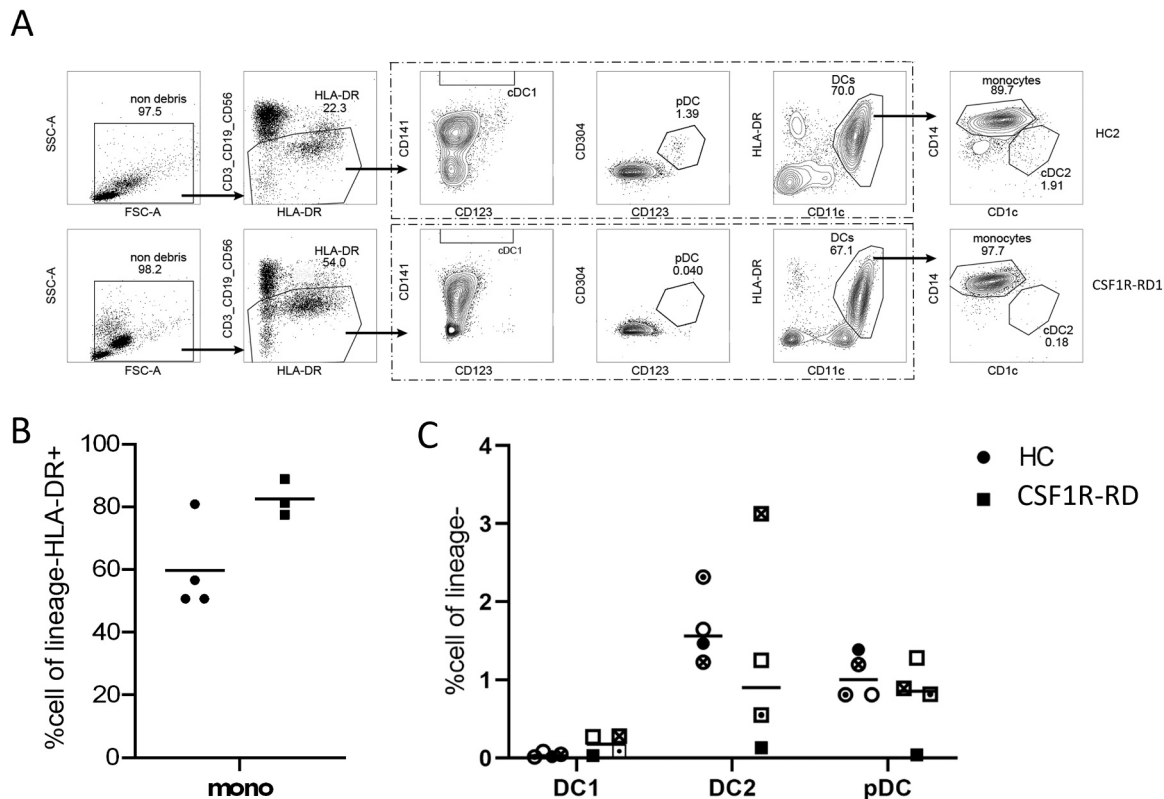 A
SSC-A
non debris
97.5
FSC-A
CD3_CD19_CD56
HLA-DR
22.3
HLA-DR
CD141
cDC1
CD123
CD304
pDC
1.39
CD123
HLA-DR
DCs
70.0
CD11c
CD14
monocytes
89.7
cDC2
1.91
CD1c
HC2
SSC-A
non debris
98.2
FSC-A
CD3_CD19_CD56
HLA-DR
54.0
HLA-DR
CD141
cDC1
CD123
CD304
pDC
0.040
CD123
HLA-DR
DCs
67.1
CD11c
CD14
monocytes
97.7
cDC2
0.18
CD1c
CSF1R-RD1
B
%cell of lineage-HLA-DR+
100
80
60
40
20
0
mono
C
%cell of lineage-
4
3
2
1
0
DC1 DC2 pDC
HC
CSF1R-RD